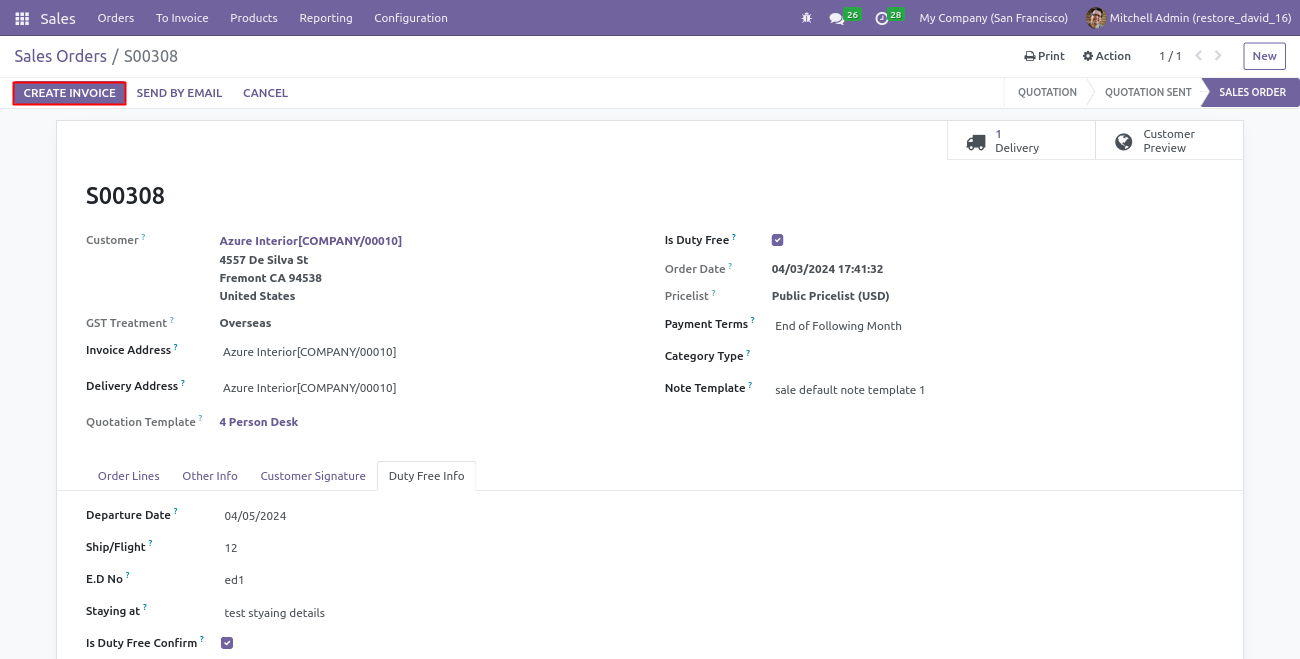 Sales Orders To Invoice Products Reporting Configuration 26 28 My Company (San Francisco) Mitchell Admin (restore_david_16)
Sales Orders / S00308 Print Action 1 / 1 New
CREATE INVOICE SEND BY EMAIL CANCEL QUOTATION QUOTATION SENT SALES ORDER
1 Delivery
Customer Preview
S00308
Customer ? Azure Interior[COMPANY/00010]
4557 De Silva St
Fremont CA 94538
United States
GST Treatment ? Overseas
Invoice Address ? Azure Interior[COMPANY/00010]
Delivery Address ? Azure Interior[COMPANY/00010]
Quotation Template ? 4 Person Desk
Is Duty Free ?
Order Date ? 04/03/2024 17:41:32
Pricelist ? Public Pricelist (USD)
Payment Terms ? End of Following Month
Category Type ?
Note Template ? sale default note template 1
Order Lines Other Info Customer Signature Duty Free Info
Departure Date ? 04/05/2024
Ship/Flight ? 12
E.D No ? ed1
Staying at ? test styaing details
Is Duty Free Confirm ?